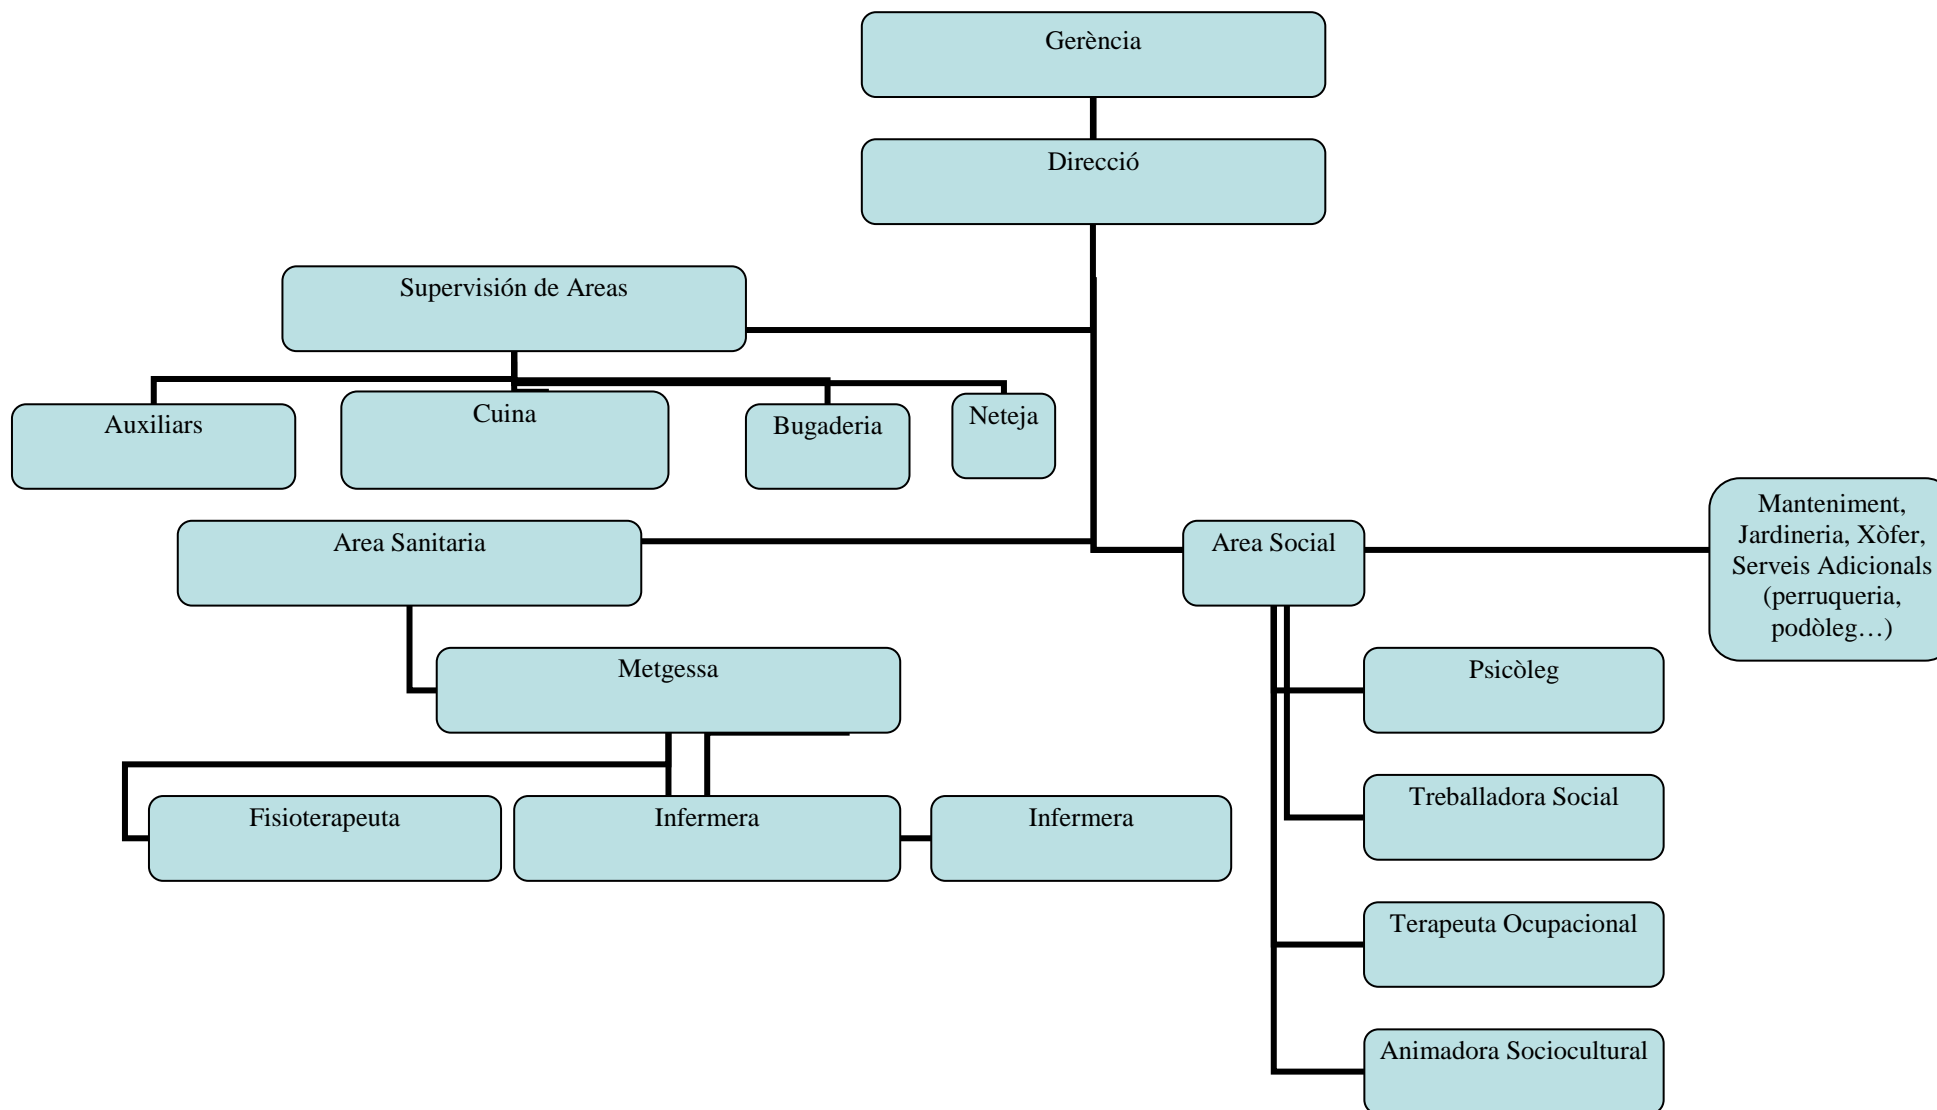 Gerència
Direcció
Supervisión de Areas
Auxiliars
Cuina
Bugaderia
Neteja
Area Sanitaria
Area Social
Manteniment,
Jardineria, Xòfer,
Serveis Adicionals
(perruqueria,
podòleg…)
Metgessa
Psicòleg
Fisioterapeuta
Infermera
Infermera
Treballadora Social
Terapeuta Ocupacional
Animadora Sociocultural